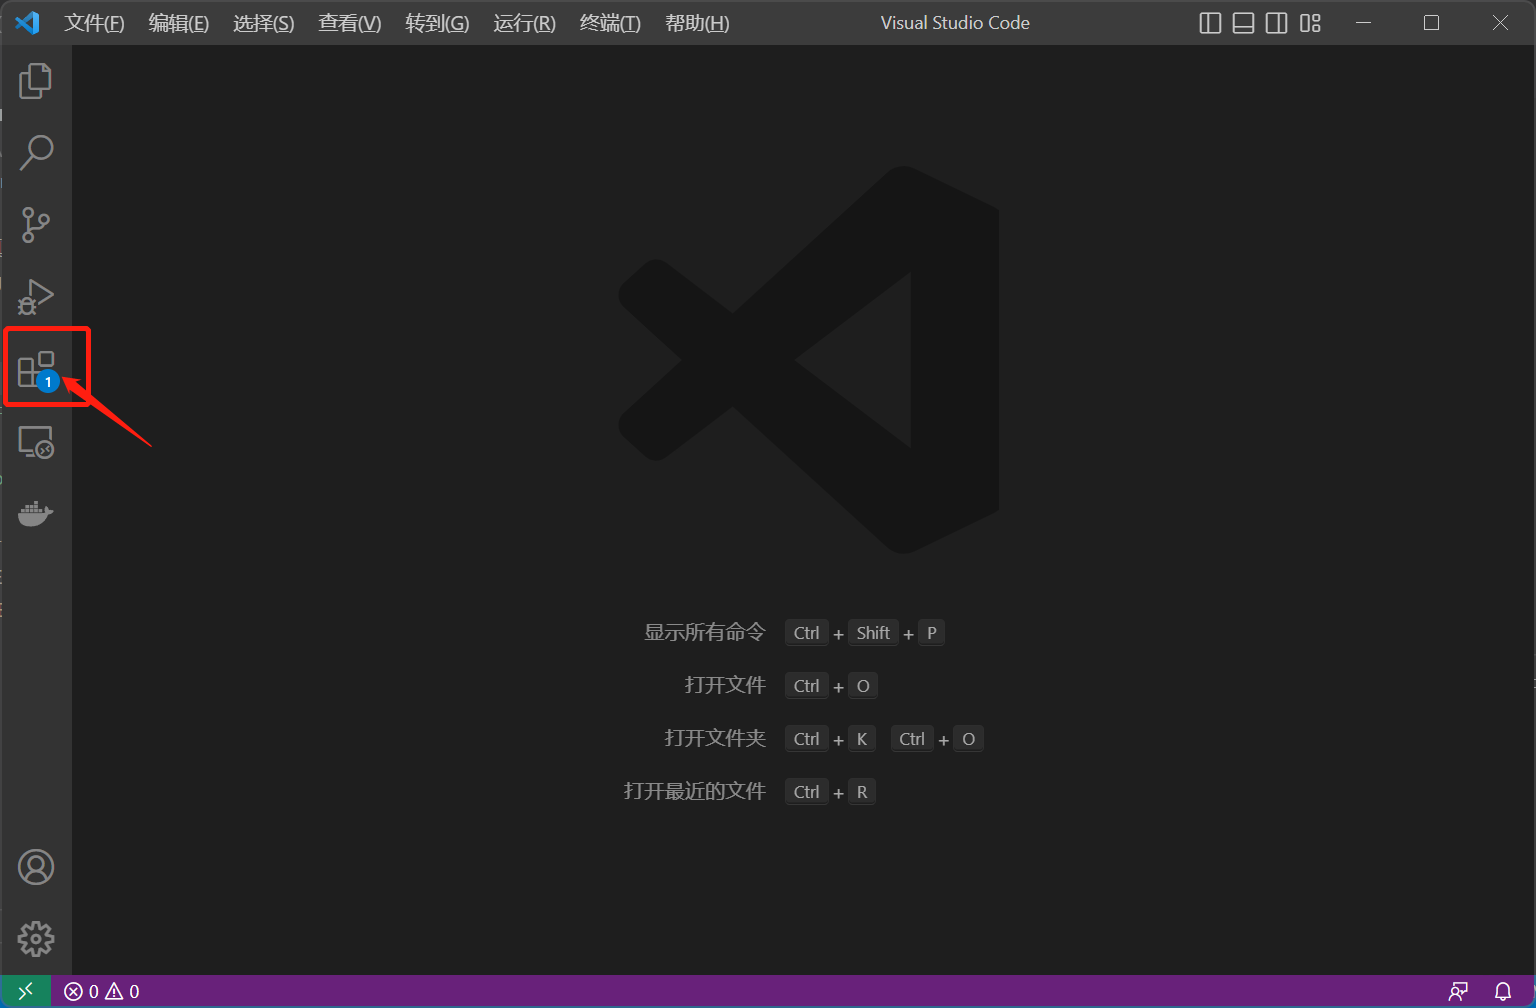 文件(F) 编辑(E) 选择(S) 查看(V) 转到(G) 运行(R) 终端(T) 帮助(H) Visual Studio Code
1
显示所有命令 Ctrl + Shift + P
打开文件 Ctrl + O
打开文件夹 Ctrl + K Ctrl + O
打开最近的文件 Ctrl + R
0 0